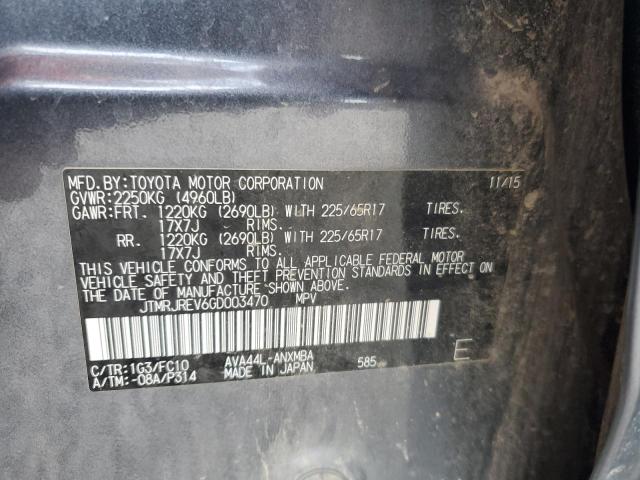 MFD.BY:TOYOTA MOTOR CORPORATION 11/15
GVWR:2250KG (4960LB)
GAWR:FRT. 1220KG (2690LB) WITH 225/65R17 TIRES.
17X7J RIMS.
RR. 1220KG (2690LB) WITH 225/65R17 TIRES.
17X7J RIMS.
THIS VEHICLE CONFORMS TO ALL APPLICABLE FEDERAL MOTOR
VEHICLE SAFETY AND THEFT PREVENTION STANDARDS IN EFFECT ON
THE DATE OF MANUFACTURE SHOWN ABOVE.
JTMRJREV6GD003470 MPV
C/TR:1G3/FC10 AVA44L-ANXMBA 585 E
A/TM:-08A/P314 MADE IN JAPAN